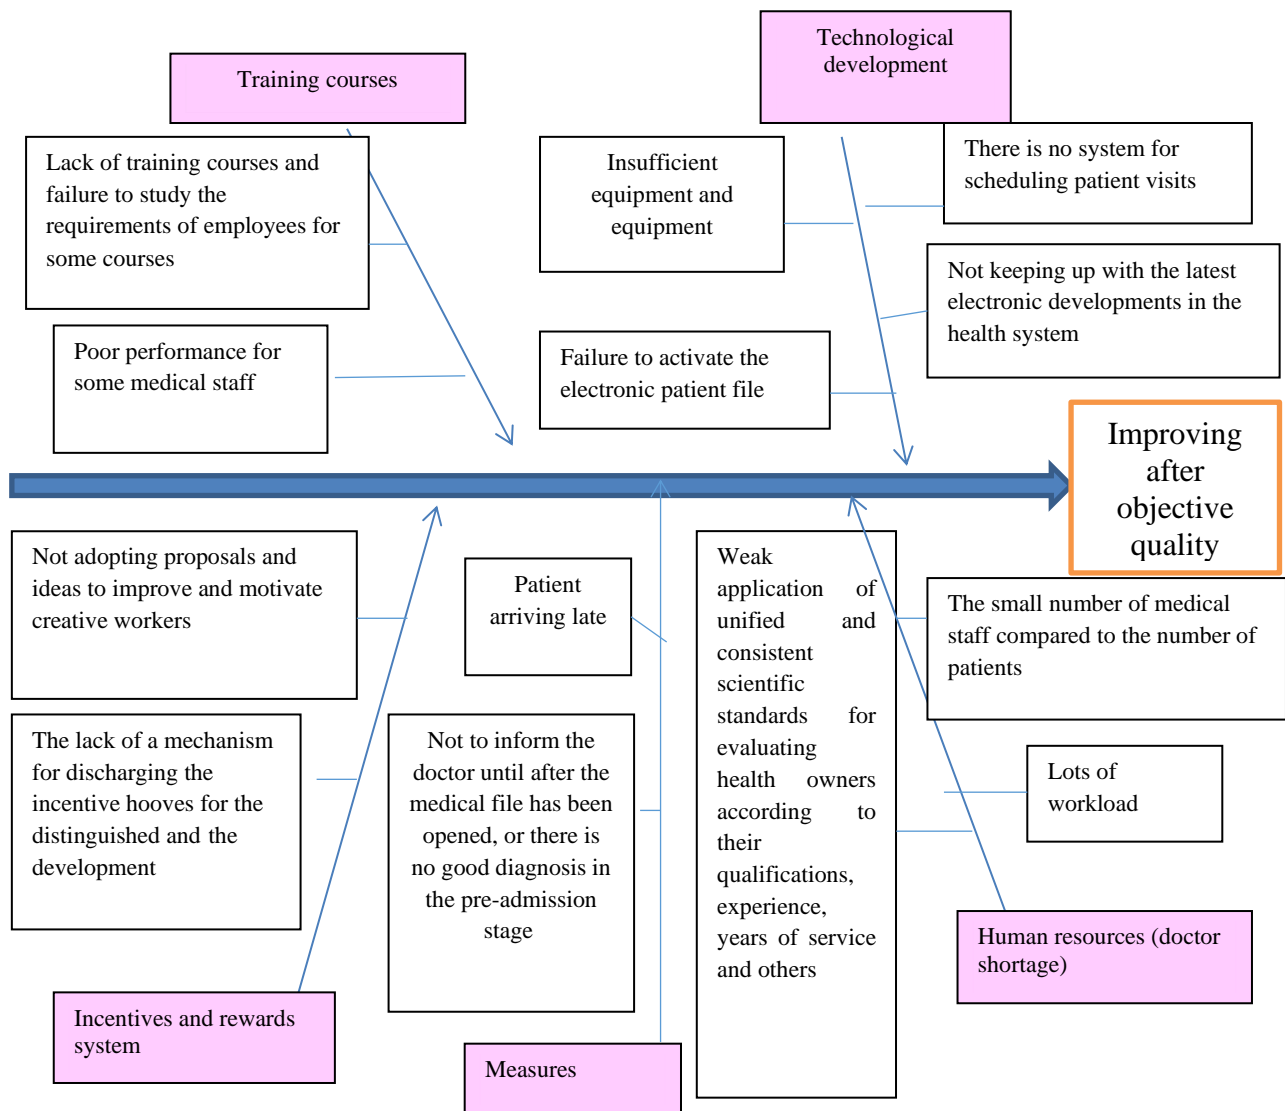 Technological
development
Training courses
Lack of training courses and
failure to study the
requirements of employees for
some courses
Insufficient
equipment and
equipment
There is no system for
scheduling patient visits
Not keeping up with the latest
electronic developments in the
health system
Poor performance for
some medical staff
Failure to activate the
electronic patient file
Improving
after
objective
quality
Not adopting proposals and
ideas to improve and motivate
creative workers
Patient
arriving late
Weak
application of
unified and
consistent
scientific
standards for
evaluating
health owners
according to
their
qualifications,
experience,
years of service
and others
The small number of medical
staff compared to the number of
patients
The lack of a mechanism
for discharging the
incentive hooves for the
distinguished and the
development
Not to inform the
doctor until after the
medical file has been
opened, or there is
no good diagnosis in
the pre-admission
stage
Lots of
workload
Human resources (doctor
shortage)
Incentives and rewards
system
Measures